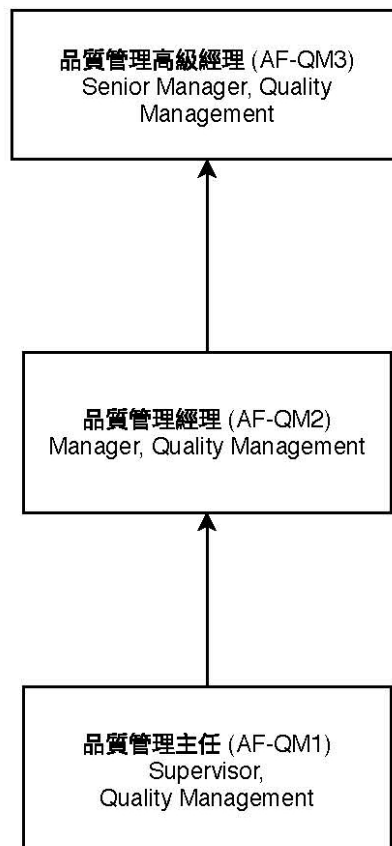 品質管理高級經理 (AF-QM3)
Senior Manager, Quality
Management
品質管理經理 (AF-QM2)
Manager, Quality Management
品質管理主任 (AF-QM1)
Supervisor,
Quality Management